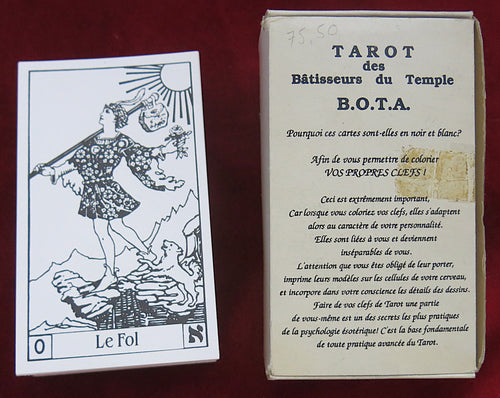 0
Le Fol
א
75,50
TAROT
des
Bâtisseurs du Temple
B.O.T.A.
Pourquoi ces cartes sont-elles en noir et blanc?
Afin de vous permettre de colorier
VOS PROPRES CLEFS !
Ceci est extrêmement important,
Car lorsque vous coloriez vos clefs, elles s'adaptent
alors au caractère de votre personnalité.
Elles sont liées à vous et deviennent
inséparables de vous.
L'attention que vous êtes obligé de leur porter,
imprime leurs modèles sur les cellules de votre cerveau,
et incorpore dans votre conscience les détails des dessins.
Faire de vos clefs de Tarot une partie
de vous-même est un des secrets les plus pratiques
de la psychologie ésotérique! C'est la base fondamentale
de toute pratique avancée du Tarot.